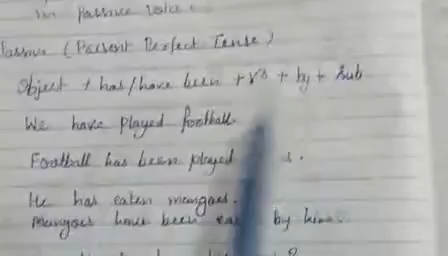 in passive voice.
Passive (Present Perfect Tense)
Object + has/have been + V³ + by + sub
We have played football.
Football has been played s.
He has eaten mangoes.
Mangoes have been ea by him.